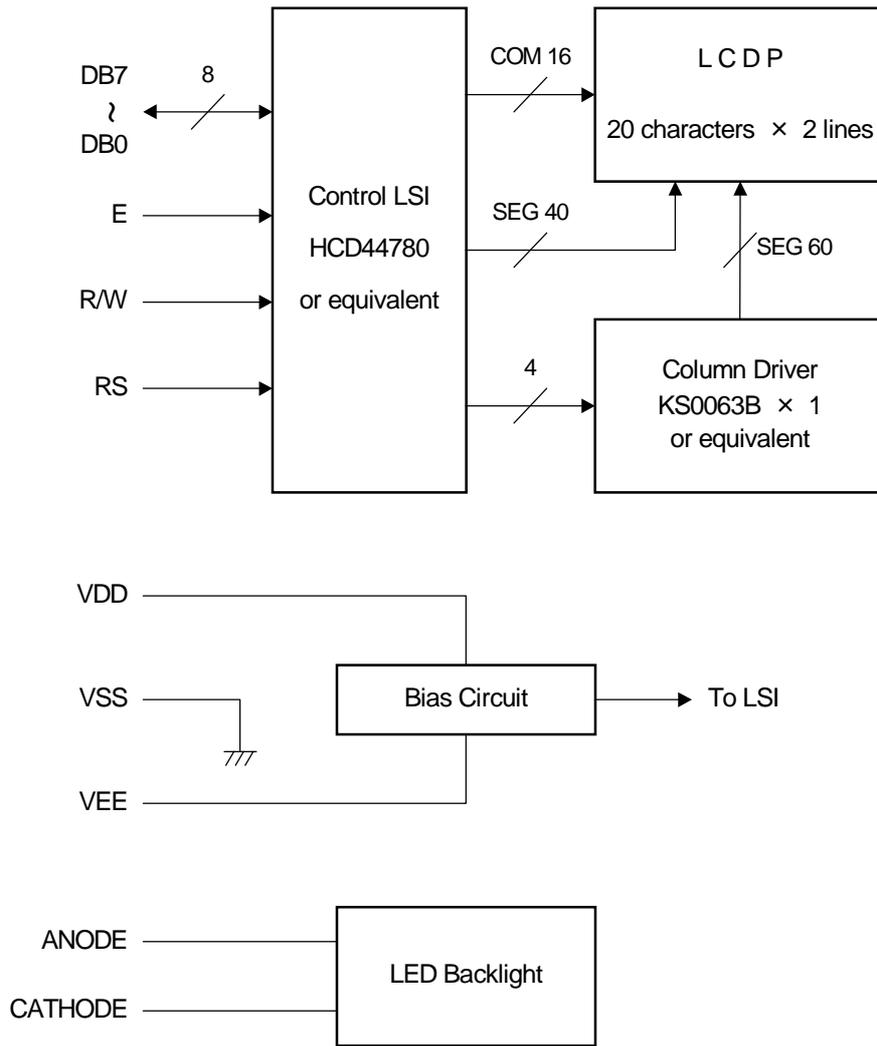 DB7
~
DB0
8
E
R/W
RS
Control LSI
HCD44780
or equivalent
COM 16
SEG 40
4
L C D P
20 characters × 2 lines
SEG 60
Column Driver
KS0063B × 1
or equivalent
VDD
VSS
VEE
Bias Circuit
To LSI
ANODE
CATHODE
LED Backlight